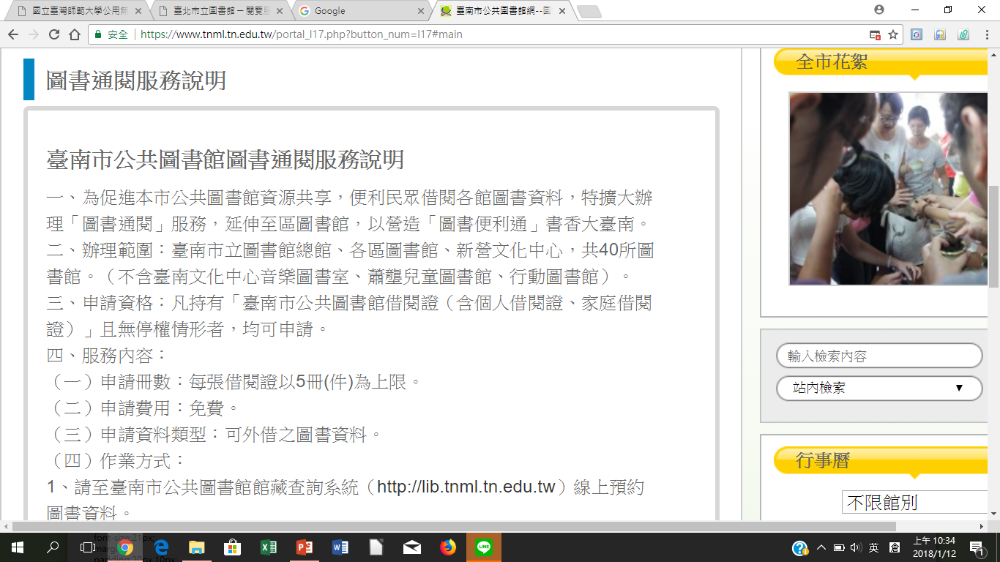 國立臺灣師範大學公用無
臺北市立圖書館－閱覽服
Google
臺南市公共圖書館網--區
安全
https://www.tnml.tn.edu.tw/portal_l17.php?button_num=l17#main
圖書通閱服務說明
臺南市公共圖書館圖書通閱服務說明
一、為促進本市公共圖書館資源共享，便利民眾借閱各館圖書資料，特擴大辦
理「圖書通閱」服務，延伸至區圖書館，以營造「圖書便利通」書香大臺南。
二、辦理範圍：臺南市立圖書館總館、各區圖書館、新營文化中心，共40所圖
書館。（不含臺南文化中心音樂圖書室、蕭壟兒童圖書館、行動圖書館）。
三、申請資格：凡持有「臺南市公共圖書館借閱證（含個人借閱證、家庭借閱
證）」且無停權情形者，均可申請。
四、服務內容：
（一）申請冊數：每張借閱證以5冊(件)為上限。
（二）申請費用：免費。
（三）申請資料類型：可外借之圖書資料。
（四）作業方式：
1、請至臺南市公共圖書館館藏查詢系統（http://lib.tnml.tn.edu.tw）線上預約
圖書資料。
全市花絮
輸入檢索內容
站內檢索
行事曆
不限館別
font-size:21px;
padding:20px 10px;
英
倉
上午 10:34
2018/1/12
1